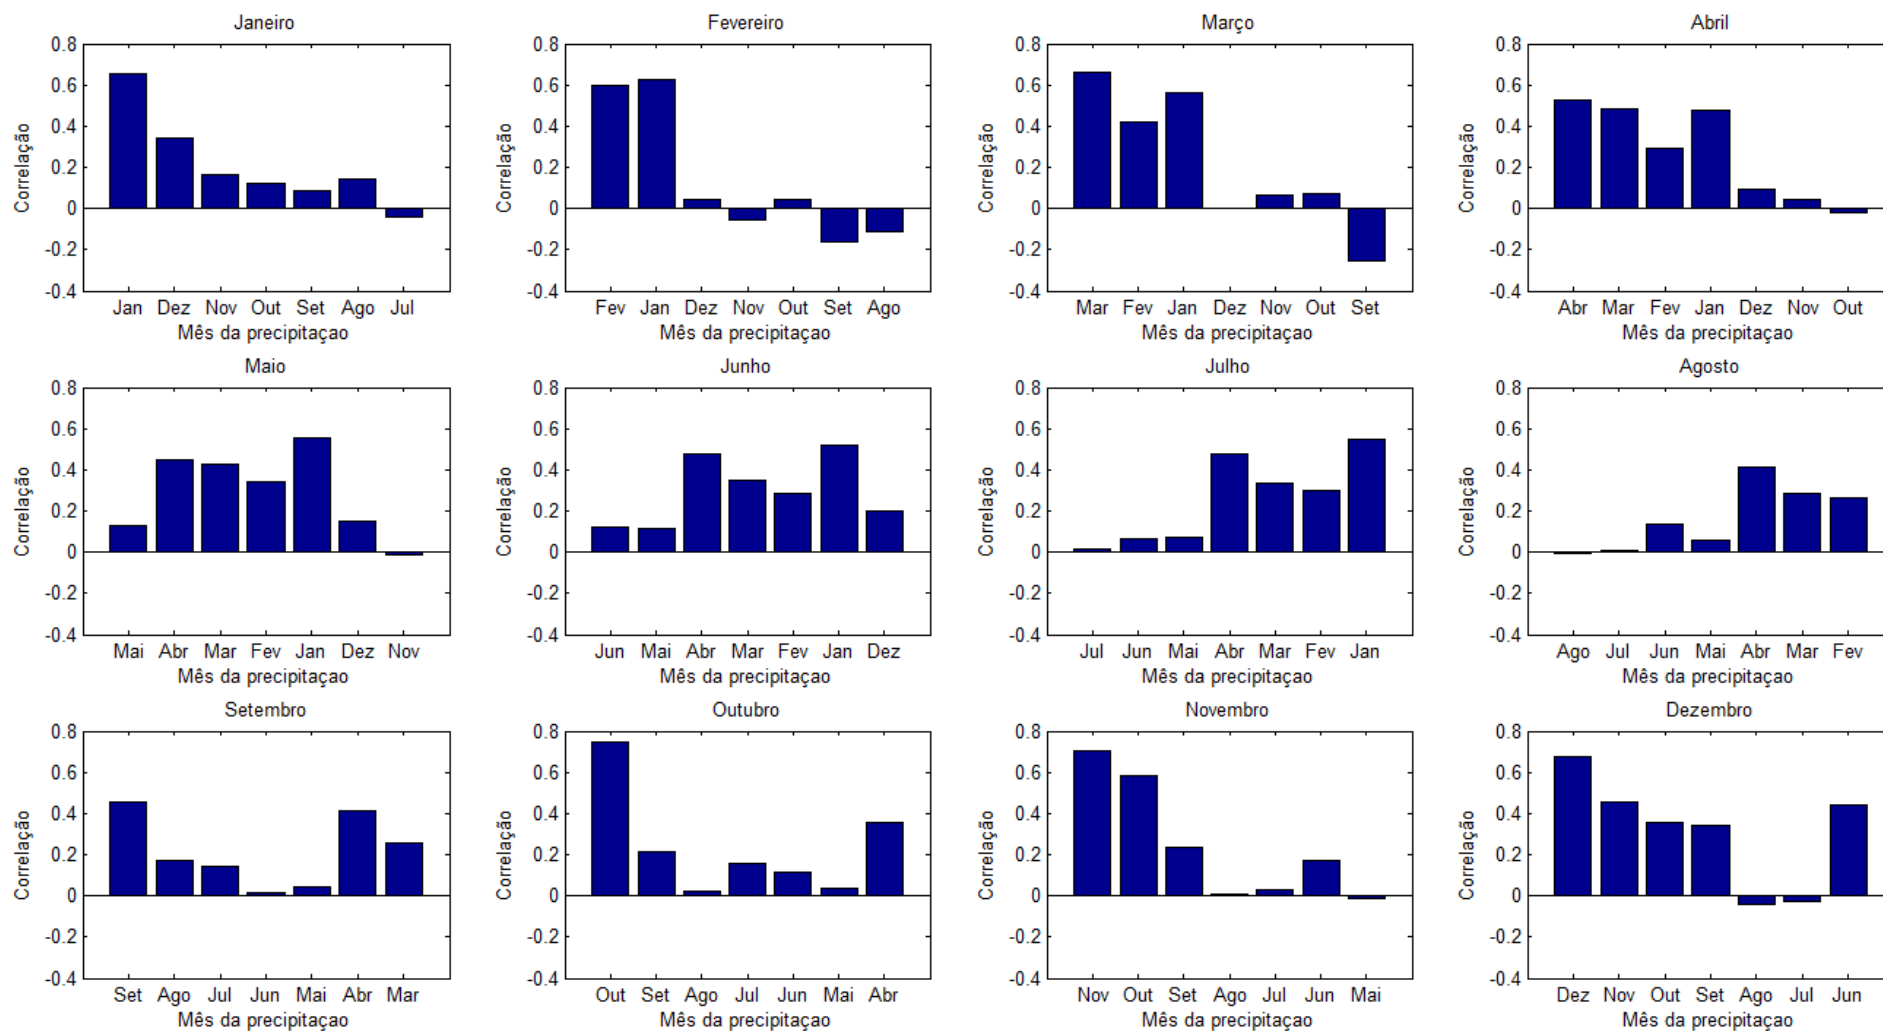 Janeiro
0.8
0.6
0.4
0.2
0
-0.2
-0.4
Correlação
Jan Dez Nov Out Set Ago Jul
Mês da precipitaçao
Fevereiro
0.8
0.6
0.4
0.2
0
-0.2
-0.4
Correlação
Fev Jan Dez Nov Out Set Ago
Mês da precipitaçao
Março
0.8
0.6
0.4
0.2
0
-0.2
-0.4
Correlação
Mar Fev Jan Dez Nov Out Set
Mês da precipitaçao
Abril
0.8
0.6
0.4
0.2
0
-0.2
-0.4
Correlação
Abr Mar Fev Jan Dez Nov Out
Mês da precipitaçao
Maio
0.8
0.6
0.4
0.2
0
-0.2
-0.4
Correlação
Mai Abr Mar Fev Jan Dez Nov
Mês da precipitaçao
Junho
0.8
0.6
0.4
0.2
0
-0.2
-0.4
Correlação
Jun Mai Abr Mar Fev Jan Dez
Mês da precipitaçao
Julho
0.8
0.6
0.4
0.2
0
-0.2
-0.4
Correlação
Jul Jun Mai Abr Mar Fev Jan
Mês da precipitaçao
Agosto
0.8
0.6
0.4
0.2
0
-0.2
-0.4
Correlação
Ago Jul Jun Mai Abr Mar Fev
Mês da precipitaçao
Setembro
0.8
0.6
0.4
0.2
0
-0.2
-0.4
Correlação
Set Ago Jul Jun Mai Abr Mar
Mês da precipitaçao
Outubro
0.8
0.6
0.4
0.2
0
-0.2
-0.4
Correlação
Out Set Ago Jul Jun Mai Abr
Mês da precipitaçao
Novembro
0.8
0.6
0.4
0.2
0
-0.2
-0.4
Correlação
Nov Out Set Ago Jul Jun Mai
Mês da precipitaçao
Dezembro
0.8
0.6
0.4
0.2
0
-0.2
-0.4
Correlação
Dez Nov Out Set Ago Jul Jun
Mês da precipitaçao